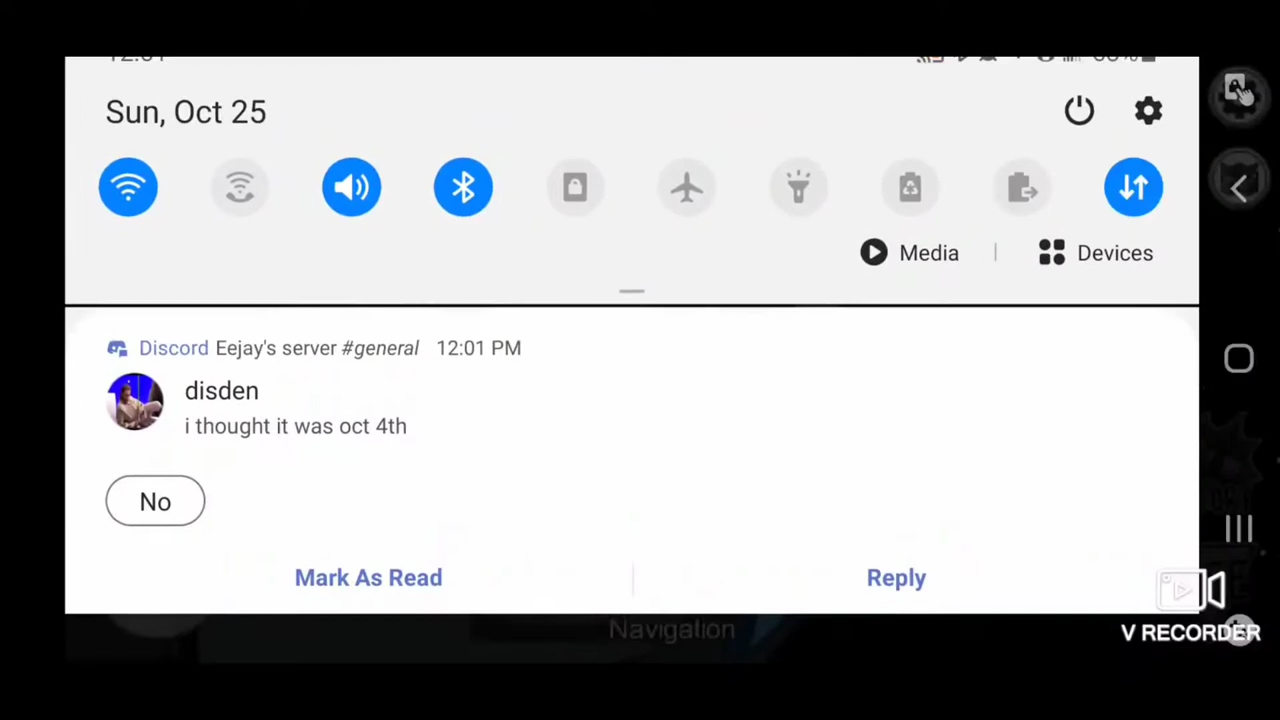 Sun, Oct 25
Media
Devices
Discord Eejay's server #general 12:01 PM
disden
i thought it was oct 4th
No
Mark As Read
Reply
Navigation
V RECORDER